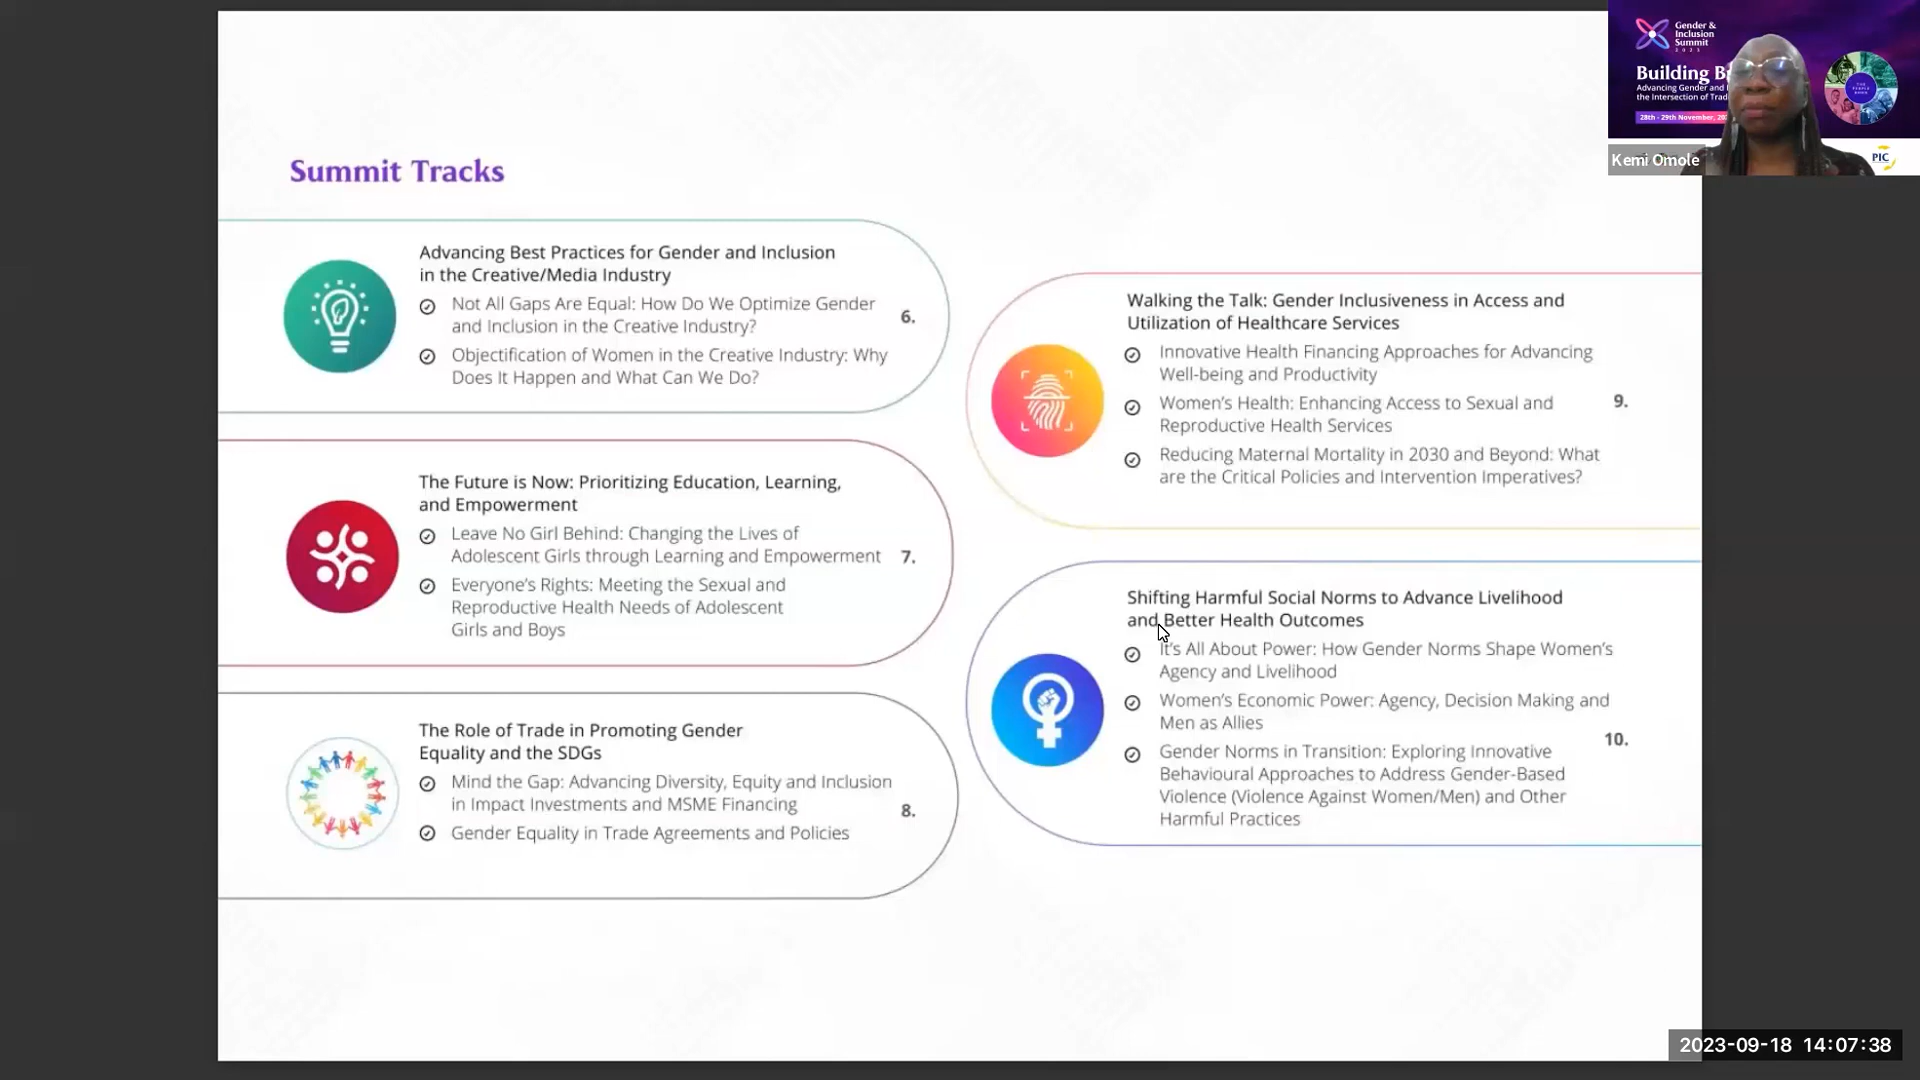 Summit Tracks
Advancing Best Practices for Gender and Inclusion
in the Creative/Media Industry
Not All Gaps Are Equal: How Do We Optimize Gender
and Inclusion in the Creative Industry?
Objectification of Women in the Creative Industry: Why
Does It Happen and What Can We Do?
6.
The Future is Now: Prioritizing Education, Learning,
and Empowerment
Leave No Girl Behind: Changing the Lives of
Adolescent Girls through Learning and Empowerment
Everyone's Rights: Meeting the Sexual and
Reproductive Health Needs of Adolescent
Girls and Boys
7.
The Role of Trade in Promoting Gender
Equality and the SDGs
Mind the Gap: Advancing Diversity, Equity and Inclusion
in Impact Investments and MSME Financing
Gender Equality in Trade Agreements and Policies
8.
Walking the Talk: Gender Inclusiveness in Access and
Utilization of Healthcare Services
Innovative Health Financing Approaches for Advancing
Well-being and Productivity
Women's Health: Enhancing Access to Sexual and
Reproductive Health Services
Reducing Maternal Mortality in 2030 and Beyond: What
are the Critical Policies and Intervention Imperatives?
9.
Shifting Harmful Social Norms to Advance Livelihood
and Better Health Outcomes
It's All About Power: How Gender Norms Shape Women's
Agency and Livelihood
Women's Economic Power: Agency, Decision Making and
Men as Allies
Gender Norms in Transition: Exploring Innovative
Behavioural Approaches to Address Gender-Based
Violence (Violence Against Women/Men) and Other
Harmful Practices
10.
Gender &
Inclusion
Summit
2023
Building
Advancing Gender and
the Intersection of
28th - 29th November,
Kemi Omole
PIC
2023-09-18 14:07:38